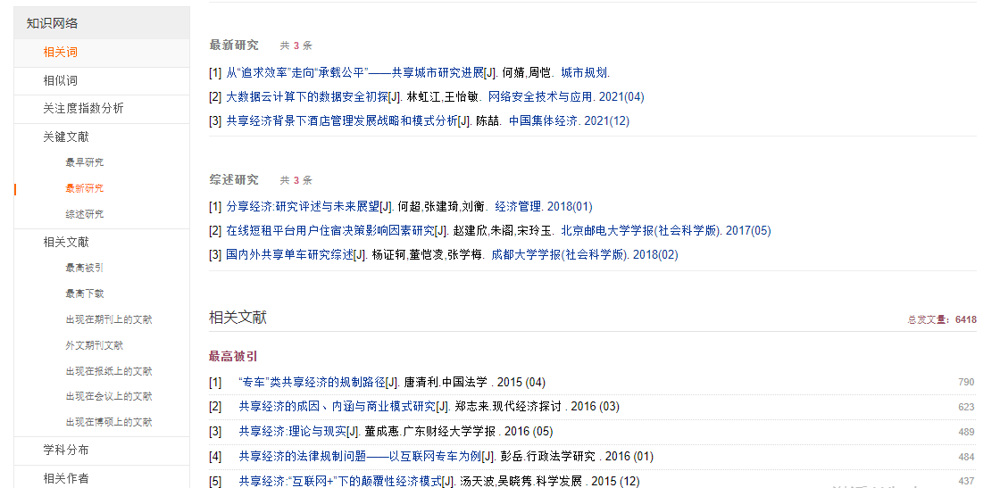 知识网络
相关词
相似词
关注度指数分析
关键文献
最早研究
最新研究
综述研究
相关文献
最高被引
最高下载
出现在期刊上的文献
外文期刊文献
出现在报纸上的文献
出现在会议上的文献
出现在博硕上的文献
学科分布
相关作者
最新研究 共 3 条
[1] 从“追求效率”走向“承载公平”——共享城市研究进展[J]. 何婧,周恺. 城市规划.
[2] 大数据云计算下的数据安全初探[J]. 林虹江,王怡敏. 网络安全技术与应用. 2021(04)
[3] 共享经济背景下酒店管理发展战略和模式分析[J]. 陈喆. 中国集体经济. 2021(12)
综述研究 共 3 条
[1] 分享经济:研究评述与未来展望[J]. 何超,张建琦,刘衡. 经济管理. 2018(01)
[2] 在线短租平台用户住宿决策影响因素研究[J]. 赵建欣,朱阁,宋玲玉. 北京邮电大学学报(社会科学版). 2017(05)
[3] 国内外共享单车研究综述[J]. 杨证轲,董恺凌,张学梅. 成都大学学报(社会科学版). 2018(02)
相关文献 总发文量：6418
最高被引
[1] “专车”类共享经济的规制路径[J]. 唐清利.中国法学 . 2015 (04) 790
[2] 共享经济的成因、内涵与商业模式研究[J]. 郑志来.现代经济探讨 . 2016 (03) 623
[3] 共享经济:理论与现实[J]. 董成惠.广东财经大学学报 . 2016 (05) 489
[4] 共享经济的法律规制问题——以互联网专车为例[J]. 彭岳.行政法学研究 . 2016 (01) 484
[5] 共享经济:“互联网+”下的颠覆性经济模式[J]. 汤天波,吴晓隽.科学发展 . 2015 (12) 437